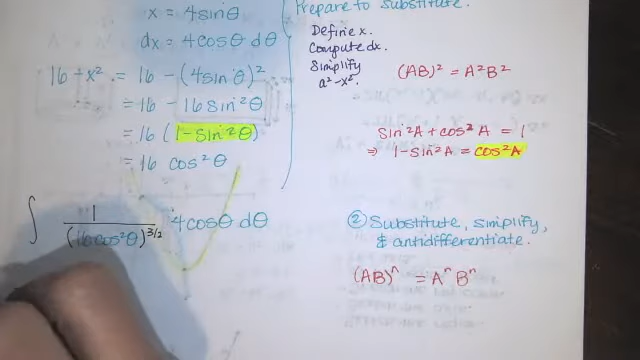 x = 4sinθ
dx = 4cosθ dθ
16 - x² = 16 - (4sinθ)²
= 16 - 16sin²θ
= 16 (1-sin²θ)
= 16 cos²θ
∫ 1/(16cos²θ)^3/2 4cosθ dθ
Prepare to substitute.
Define x.
Compute dx.
Simplify
a²-x².
(AB)² = A²B²
sin²A + cos²A = 1
⇒ 1-sin²A = cos²A
② Substitute, simplify,
& antidifferentiate.
(AB)ⁿ = AⁿBⁿ